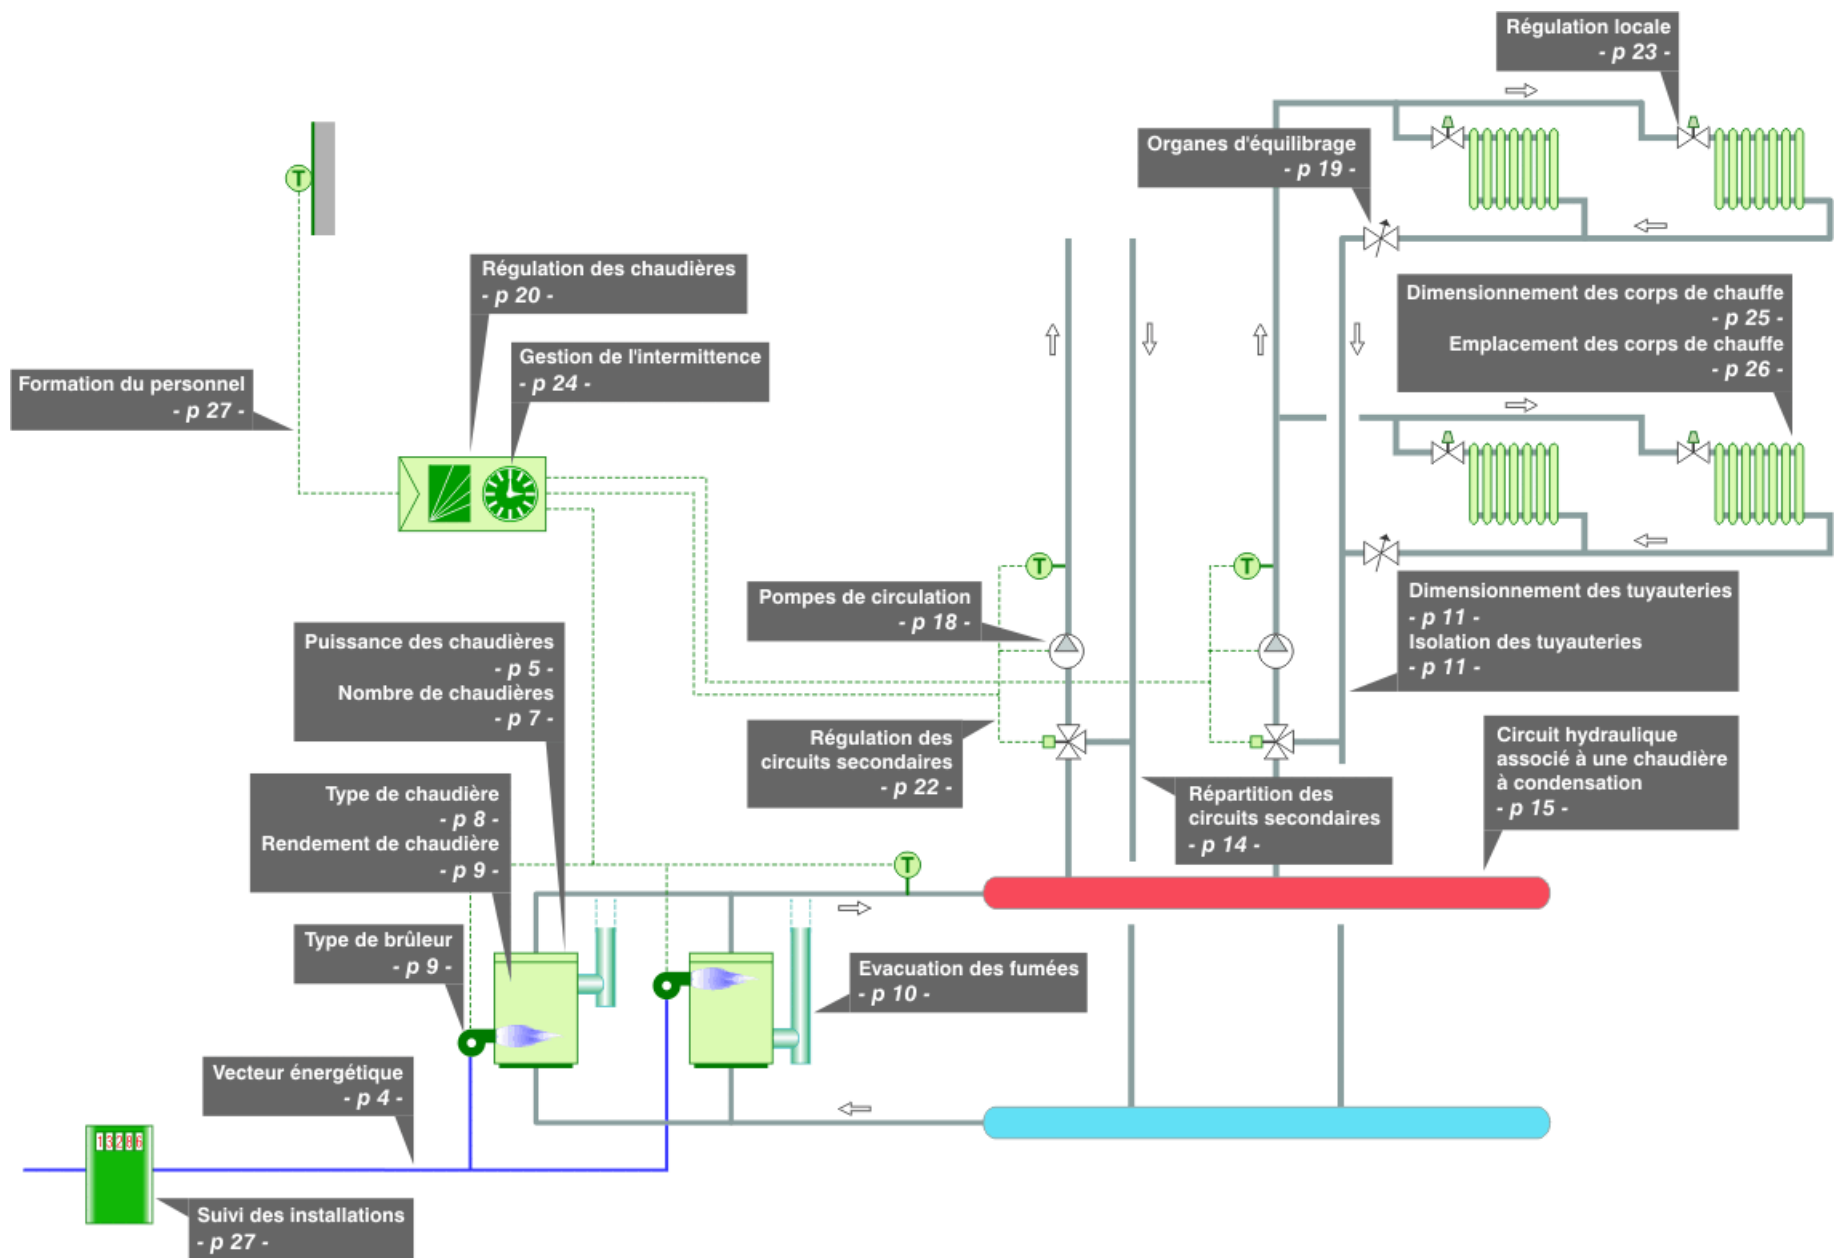 Régulation locale
- p 23 -
Organes d'équilibrage
- p 19 -
T
Régulation des chaudières
- p 20 -
Dimensionnement des corps de chauffe
- p 25 -
Emplacement des corps de chauffe
- p 26 -
Gestion de l'intermittence
- p 24 -
Formation du personnel
- p 27 -
T
T
Pompes de circulation
- p 18 -
Dimensionnement des tuyauteries
- p 11 -
Isolation des tuyauteries
- p 11 -
Puissance des chaudières
- p 5 -
Nombre de chaudières
- p 7 -
Régulation des
circuits secondaires
- p 22 -
Circuit hydraulique
associé à une chaudière
à condensation
- p 15 -
Type de chaudière
- p 8 -
Rendement de chaudière
- p 9 -
Répartition des
circuits secondaires
- p 14 -
T
Type de brûleur
- p 9 -
Evacuation des fumées
- p 10 -
Vecteur énergétique
- p 4 -
13286
Suivi des installations
- p 27 -